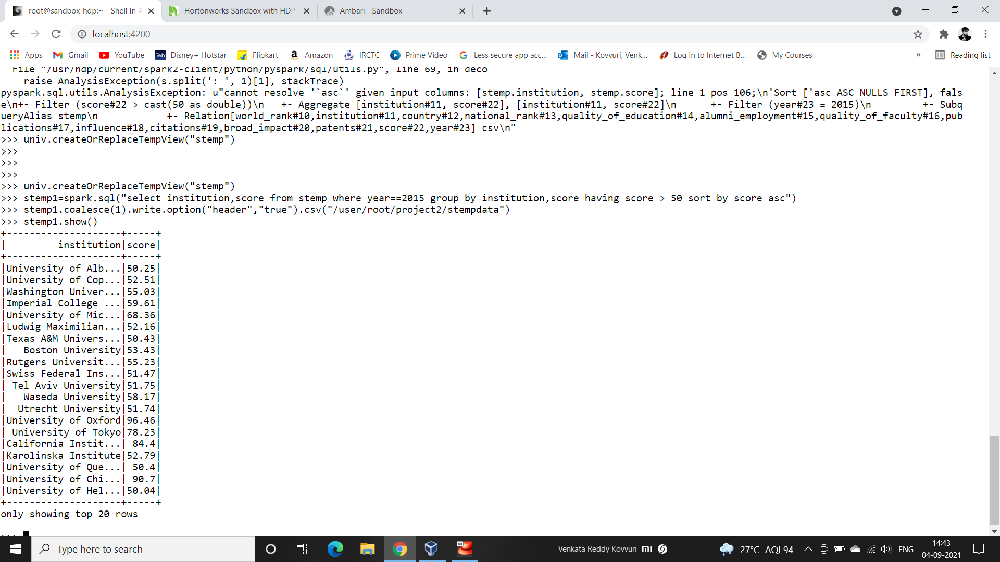 root@sandbox-hdp:~ - Shell In A
Hortonworks Sandbox with HDP
Ambari - Sandbox
localhost:4200
Apps
Gmail
YouTube
Disney+ Hotstar
Flipkart
Amazon
IRCTC
Prime Video
Less secure app acc...
Mail - Kovvuri, Venk...
Log in to Internet B...
My Courses
»
Reading list
File "/usr/hdp/current/spark2-client/python/pyspark/sql/utils.py", line 69, in deco
raise AnalysisException(s.split(': ', 1)[1], stackTrace)
pyspark.sql.utils.AnalysisException: u"cannot resolve '`asc`' given input columns: [stemp.institution, stemp.score]; line 1 pos 106;\n'Sort ['asc ASC NULLS FIRST], fals
e\n+- Filter (score#22 > cast(50 as double))\n   +- Aggregate [institution#11, score#22], [institution#11, score#22]\n      +- Filter (year#23 = 2015)\n         +- Subq
ueryAlias stemp\n            +- Relation[world_rank#10,institution#11,country#12,national_rank#13,quality_of_education#14,alumni_employment#15,quality_of_faculty#16,pub
lications#17,influence#18,citations#19,broad_impact#20,patents#21,score#22,year#23] csv\n"
>>> univ.createOrReplaceTempView("stemp")
>>>
>>>
>>>
>>> univ.createOrReplaceTempView("stemp")
>>> stemp1=spark.sql("select institution,score from stemp where year==2015 group by institution,score having score > 50 sort by score asc")
>>> stemp1.coalesce(1).write.option("header","true").csv("/user/root/project2/stempdata")
>>> stemp1.show()
+--------------------+-----+
|         institution|score|
+--------------------+-----+
|University of Alb...|50.25|
|University of Cop...|52.51|
|Washington Univer...|55.03|
|Imperial College ...|59.61|
|University of Mic...|68.36|
|Ludwig Maximilian...|52.16|
|Texas A&M Univers...|50.43|
|   Boston University|53.43|
|Rutgers Universit...|55.23|
|Swiss Federal Ins...|51.47|
| Tel Aviv University|51.75|
|   Waseda University|58.17|
|  Utrecht University|51.74|
|University of Oxford|96.46|
| University of Tokyo|78.23|
|California Instit...| 84.4|
|Karolinska Institute|52.79|
|University of Que...| 50.4|
|University of Chi...| 90.7|
|University of Hel...|50.04|
+--------------------+-----+
only showing top 20 rows
>>>
Type here to search
64
Venkata Reddy Kovvuri
27°C AQI 94
ENG
14:43
04-09-2021